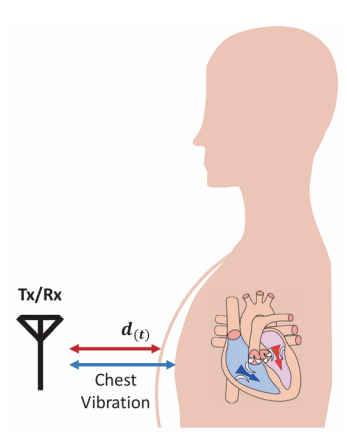 Tx/Rx
d(t)
Chest
Vibration